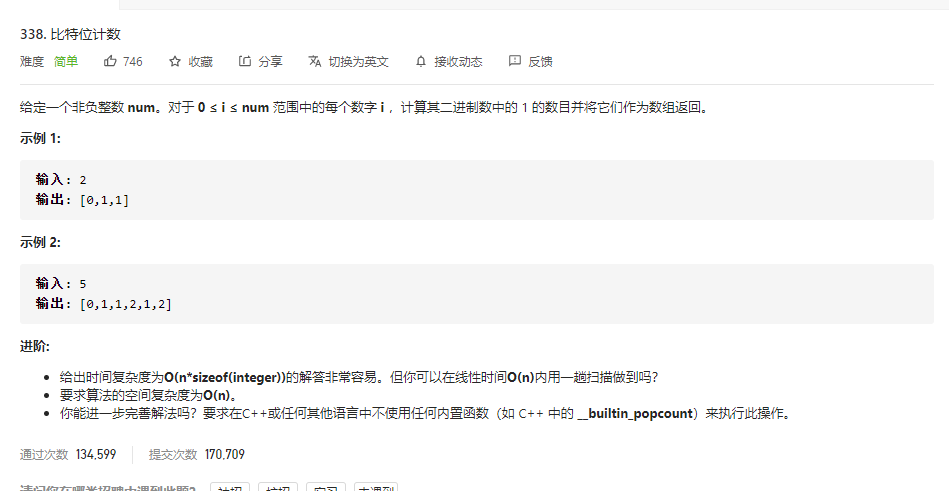 338. 比特位计数
难度 简单 746 收藏 分享 切换为英文 接收动态 反馈
给定一个非负整数 num。对于 0 ≤ i ≤ num 范围中的每个数字 i ，计算其二进制数中的 1 的数目并将它们作为数组返回。
示例 1:
输入: 2
输出: [0,1,1]
示例 2:
输入: 5
输出: [0,1,1,2,1,2]
进阶:
给出时间复杂度为O(n*sizeof(integer))的解答非常容易。但你可以在线性时间O(n)内用一趟扫描做到吗?
要求算法的空间复杂度为O(n)。
你能进一步完善解法吗? 要求在C++或任何其他语言中不使用任何内置函数（如 C++ 中的 __builtin_popcount）来执行此操作。
通过次数 134,599 提交次数 170,709